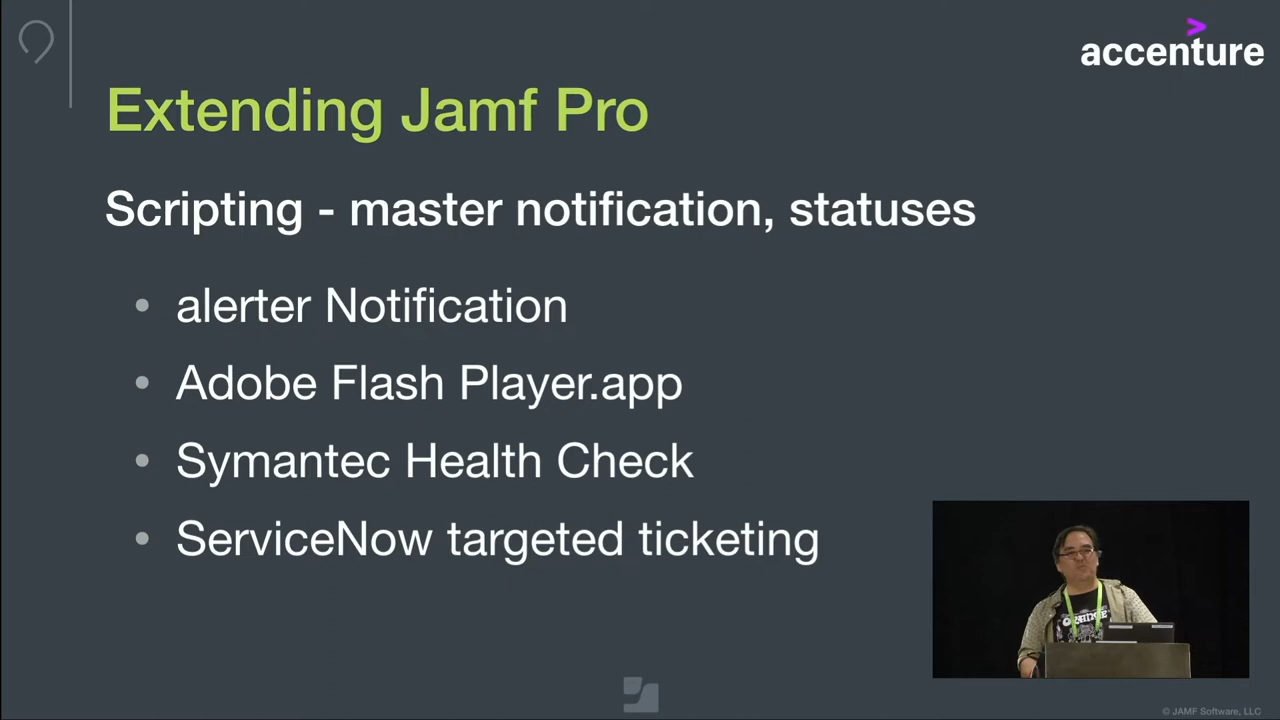 accenture
Extending Jamf Pro
Scripting - master notification, statuses
• alerter Notification
• Adobe Flash Player.app
• Symantec Health Check
• ServiceNow targeted ticketing
© JAMF Software, LLC